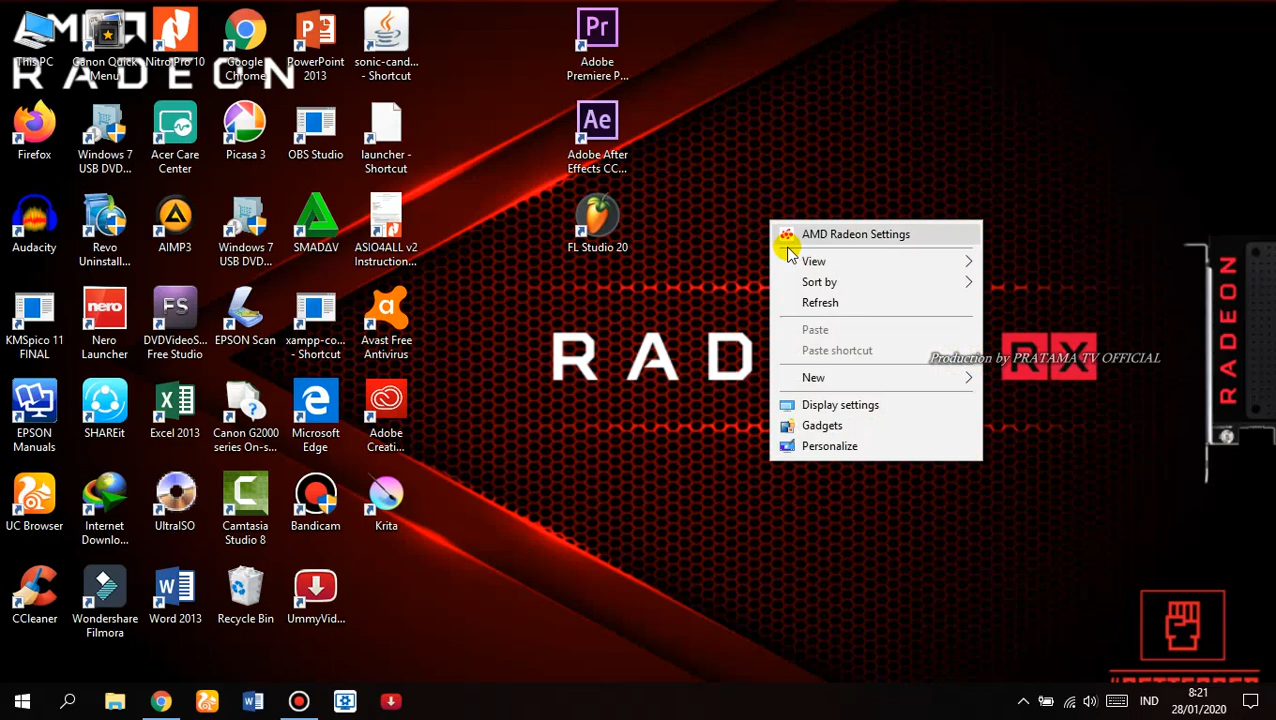 AMD
RADEON
This PC
Canon Quick
Menu
Nitro Pro 10
Google
Chrome
PowerPoint
2013
sonic-cand...
- Shortcut
Adobe
Premiere P...
Firefox
Windows 7
USB DVD...
Acer Care
Center
Picasa 3
OBS Studio
launcher -
Shortcut
Adobe After
Effects CC...
Audacity
Revo
Uninstall...
AIMP3
Windows 7
USB DVD...
SMADΔV
ASIO4ALL v2
Instruction...
FL Studio 20
KMSpico 11
FINAL
nero
Nero
Launcher
FS
DVDVideoS...
Free Studio
EPSON Scan
xampp-co...
- Shortcut
Avast Free
Antivirus
EPSON
Manuals
SHAREit
Excel 2013
Canon G2000
series On-s...
Microsoft
Edge
Adobe
Creati...
UC Browser
Internet
Downlo...
UltraISO
Camtasia
Studio 8
Bandicam
Krita
CCleaner
Wondershare
Filmora
Word 2013
Recycle Bin
UmmyVid...
AMD Radeon Settings
View
Sort by
Refresh
Paste
Paste shortcut
New
Display settings
Gadgets
Personalize
RAD
RX
Production by PRATAMA TV OFFICIAL
RADEON
IND
8:21
28/01/2020